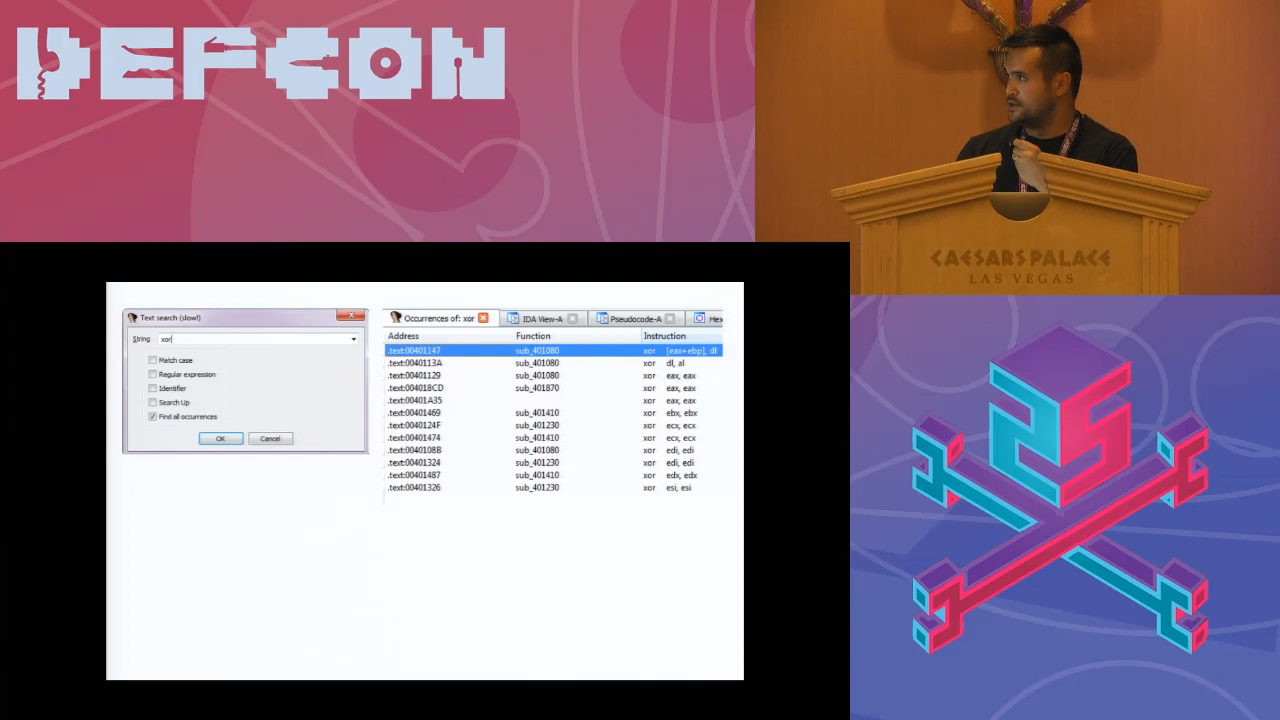 DEFCON
CAESARS PALACE
LAS VEGAS
Text search (slow!)
String xor
Match case
Regular expression
Identifier
Search Up
Find all occurrences
OK Cancel
Occurrences of: xor IDA View-A Pseudocode-A Hex
Address Function Instruction
.text:00401147 sub_401080 xor [eax+ebp], dl
.text:0040113A sub_401080 xor dl, al
.text:00401129 sub_401080 xor eax, eax
.text:004018CD sub_401870 xor eax, eax
.text:00401A35 xor eax, eax
.text:00401469 sub_401410 xor ebx, ebx
.text:0040124F sub_401230 xor ecx, ecx
.text:00401474 sub_401410 xor ecx, ecx
.text:0040108B sub_401080 xor edi, edi
.text:00401324 sub_401230 xor edi, edi
.text:00401487 sub_401410 xor edx, edx
.text:00401326 sub_401230 xor esi, esi
25